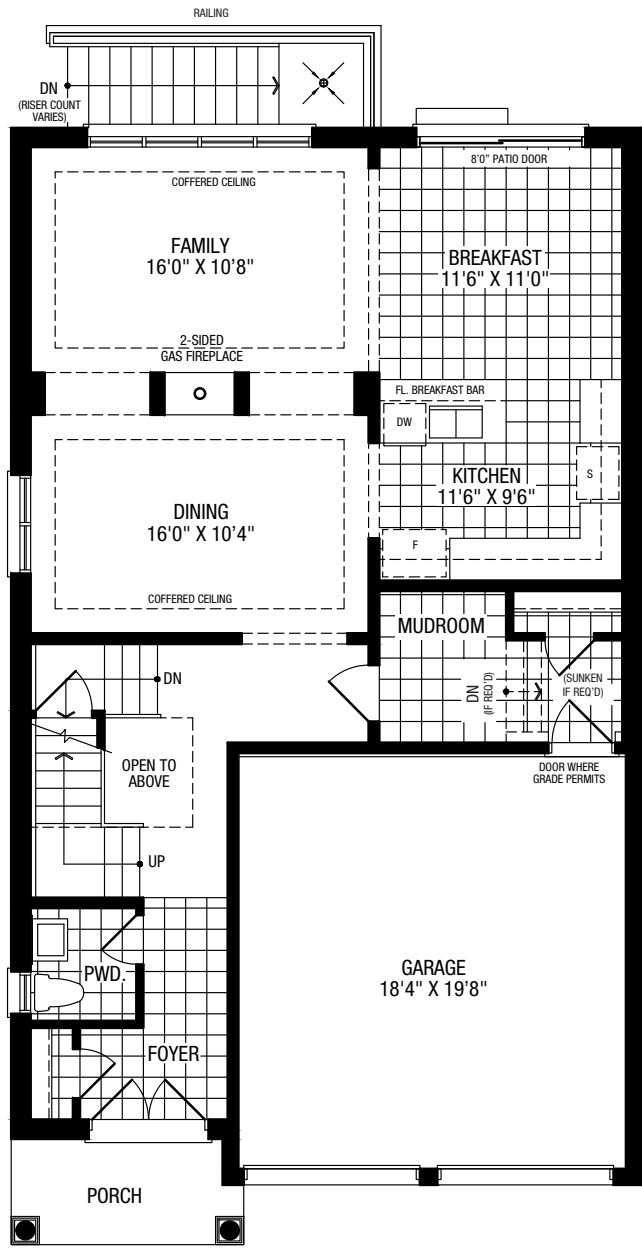 RAILING
DN
(RISER COUNT
VARIES)
8'0" PATIO DOOR
COFFERED CEILING
FAMILY
16'0" X 10'8"
BREAKFAST
11'6" X 11'0"
2-SIDED
GAS FIREPLACE
FL. BREAKFAST BAR
DW
KITCHEN
11'6" X 9'6"
S
DINING
16'0" X 10'4"
F
COFFERED CEILING
MUDROOM
DN
DN
(IF REQ'D)
(SUNKEN
IF REQ'D)
OPEN TO
ABOVE
DOOR WHERE
GRADE PERMITS
UP
PWD.
GARAGE
18'4" X 19'8"
FOYER
PORCH